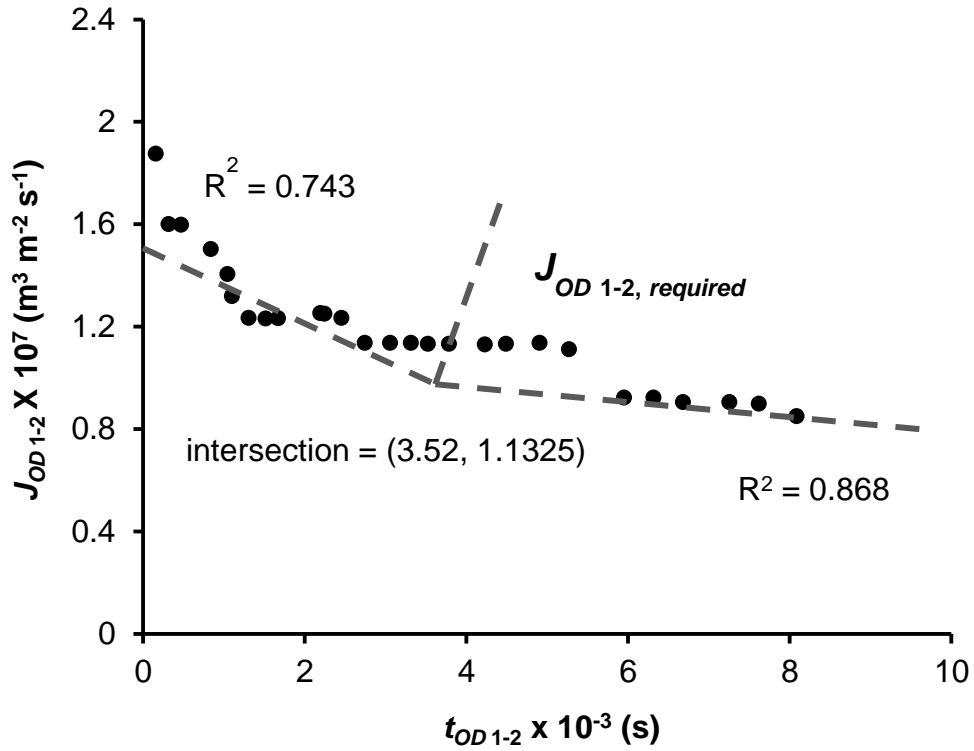 2.4
2
1.6
1.2
0.8
0.4
0
J_OD 1-2 X 10⁷ (m³ m⁻² s⁻¹)
R² = 0.743
J_OD 1-2, required
intersection = (3.52, 1.1325)
R² = 0.868
0 2 4 6 8 10
t_OD 1-2 x 10⁻³ (s)